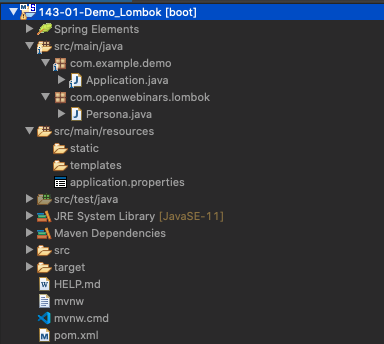 143-01-Demo_Lombok [boot]
Spring Elements
src/main/java
com.example.demo
Application.java
com.openwebinars.lombok
Persona.java
src/main/resources
static
templates
application.properties
src/test/java
JRE System Library [JavaSE-11]
Maven Dependencies
src
target
HELP.md
mvnw
mvnw.cmd
pom.xml